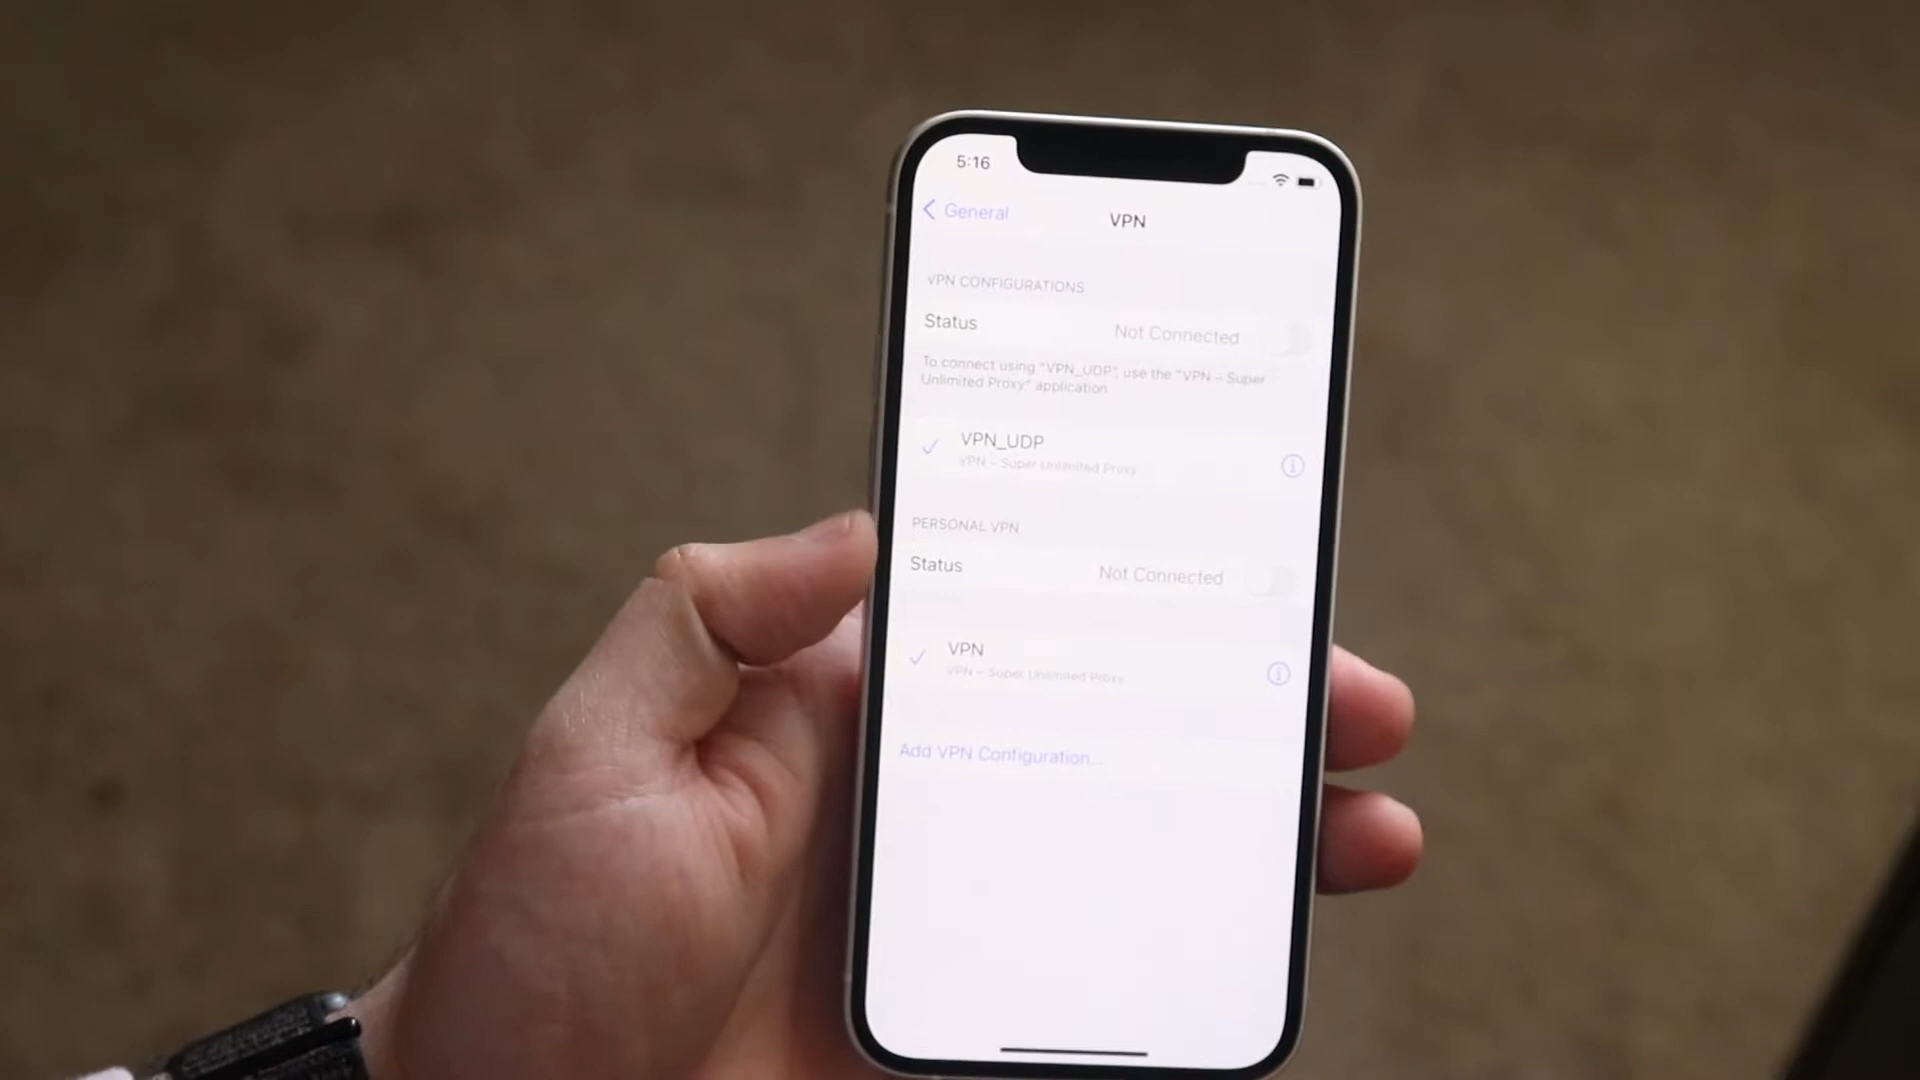 5:16
General
VPN
VPN CONFIGURATIONS
Status Not Connected
To connect using "VPN_UDP", use the "VPN – Super
Unlimited Proxy" application.
VPN_UDP
VPN – Super Unlimited Proxy
PERSONAL VPN
Status Not Connected
VPN
VPN – Super Unlimited Proxy
Add VPN Configuration...